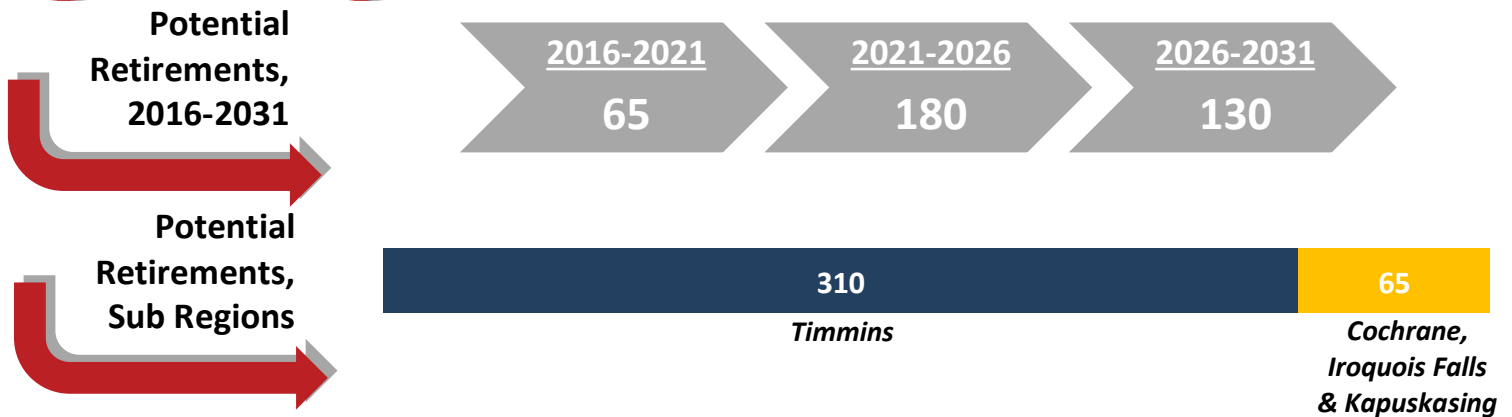 Potential
Retirements,
2016-2031
2016-2021
65
2021-2026
180
2026-2031
130
Potential
Retirements,
Sub Regions
310
65
Timmins
Cochrane,
Iroquois Falls
& Kapuskasing